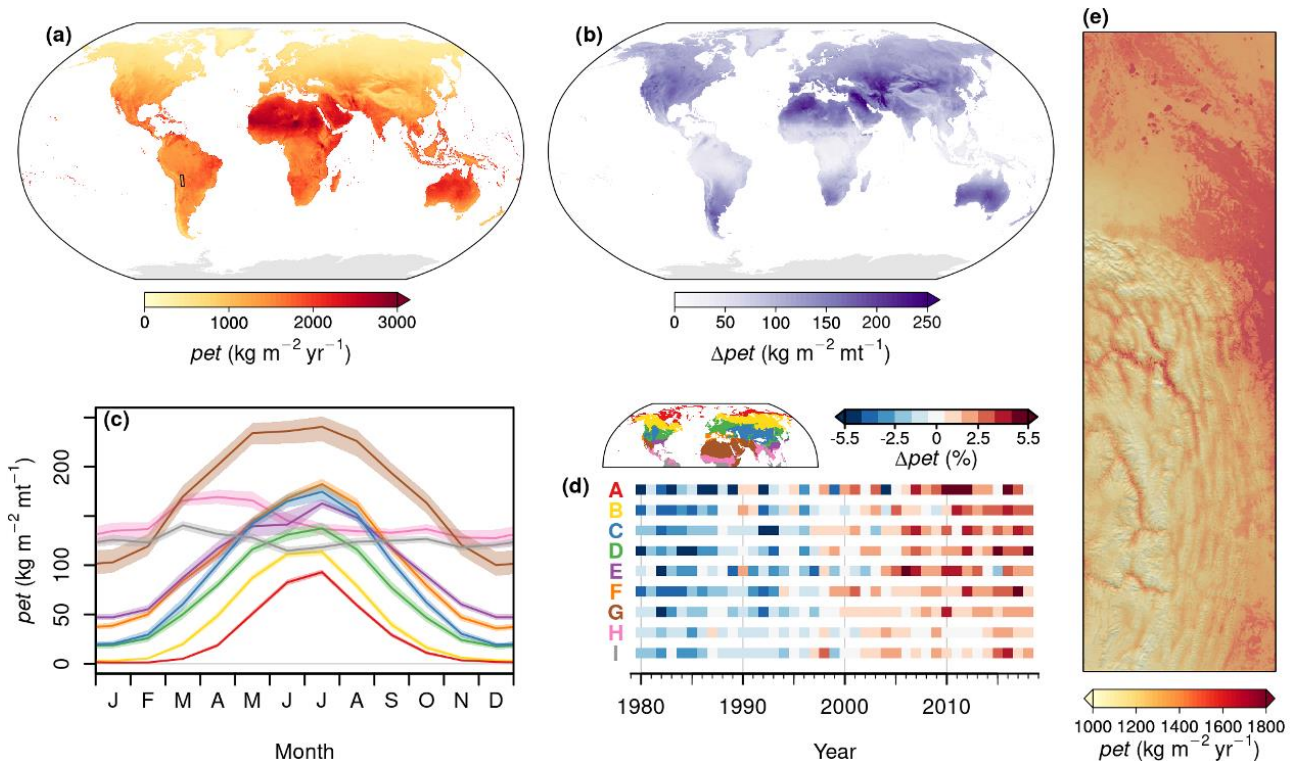 (a)
0 1000 2000 3000
pet (kg m−2 yr−1)
(b)
0 50 100 150 200 250
Δpet (kg m−2 mt−1)
(c)
0 50 100 200
pet (kg m−2 mt−1)
J F M A M J J A S O N D
Month
-5.5 -2.5 0 2.5 5.5
Δpet (%)
(d)
A
B
C
D
E
F
G
H
I
1980 1990 2000 2010
Year
(e)
1000 1200 1400 1600 1800
pet (kg m−2 yr−1)